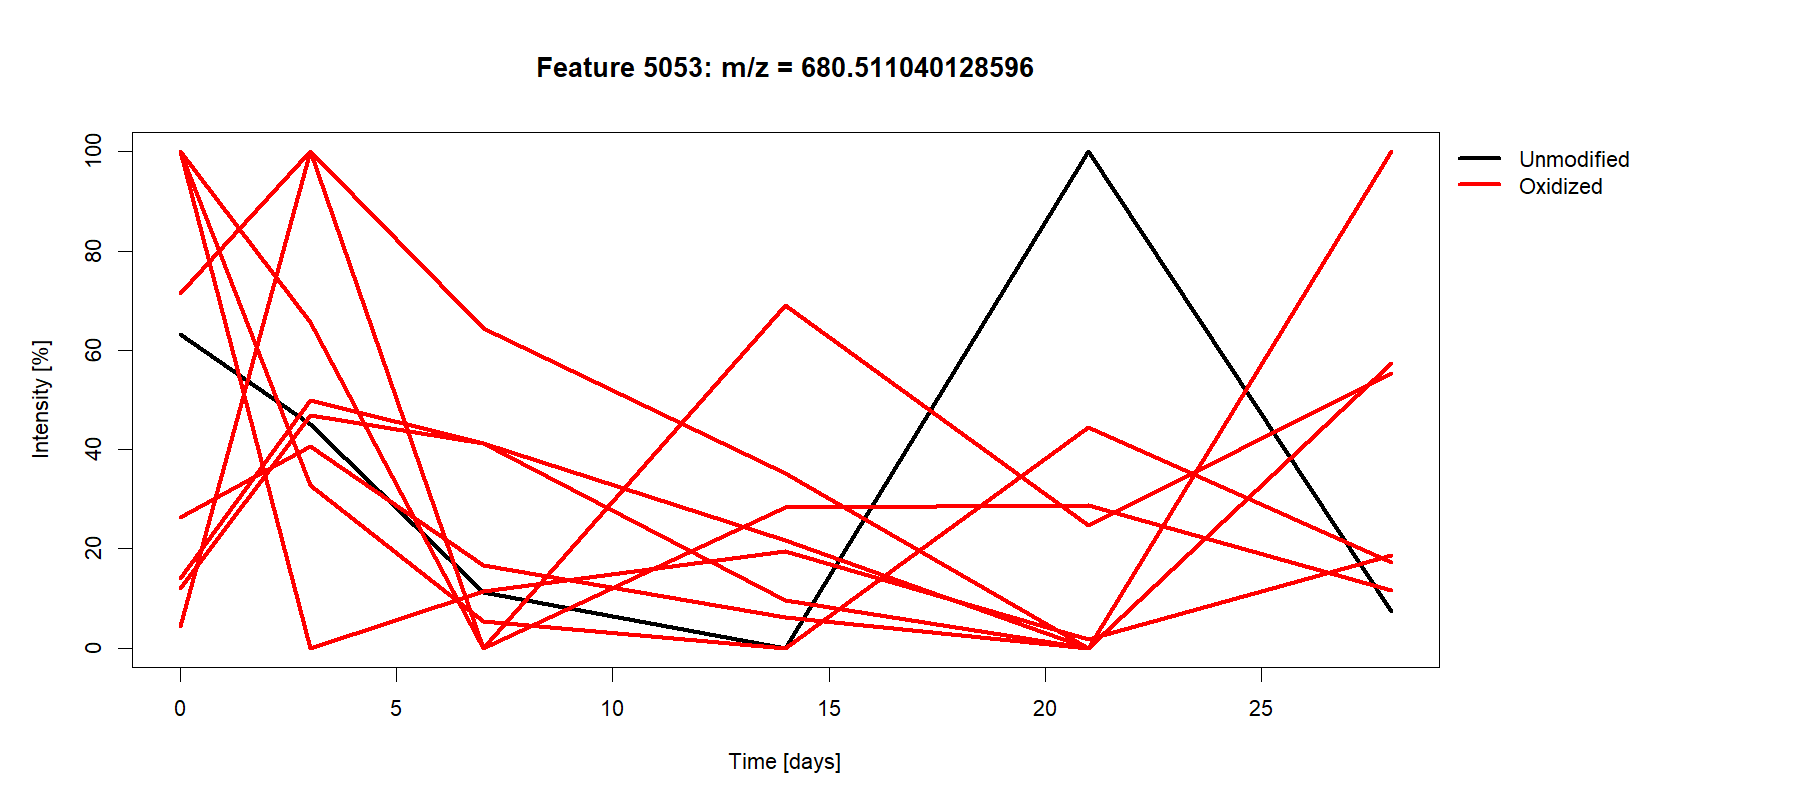 Feature 5053: m/z = 680.511040128596
Unmodified
Oxidized
Intensity [%]
100
80
60
40
20
0
0 5 10 15 20 25
Time [days]